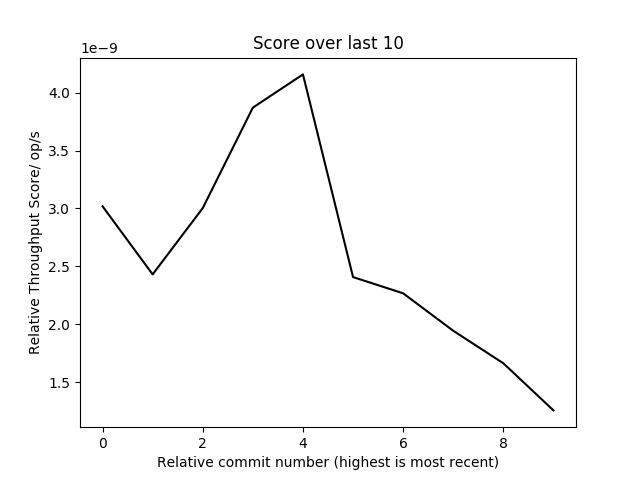 Score over last 10
1e−9
4.0
3.5
3.0
2.5
2.0
1.5
Relative Throughput Score/ op/s
0 2 4 6 8
Relative commit number (highest is most recent)